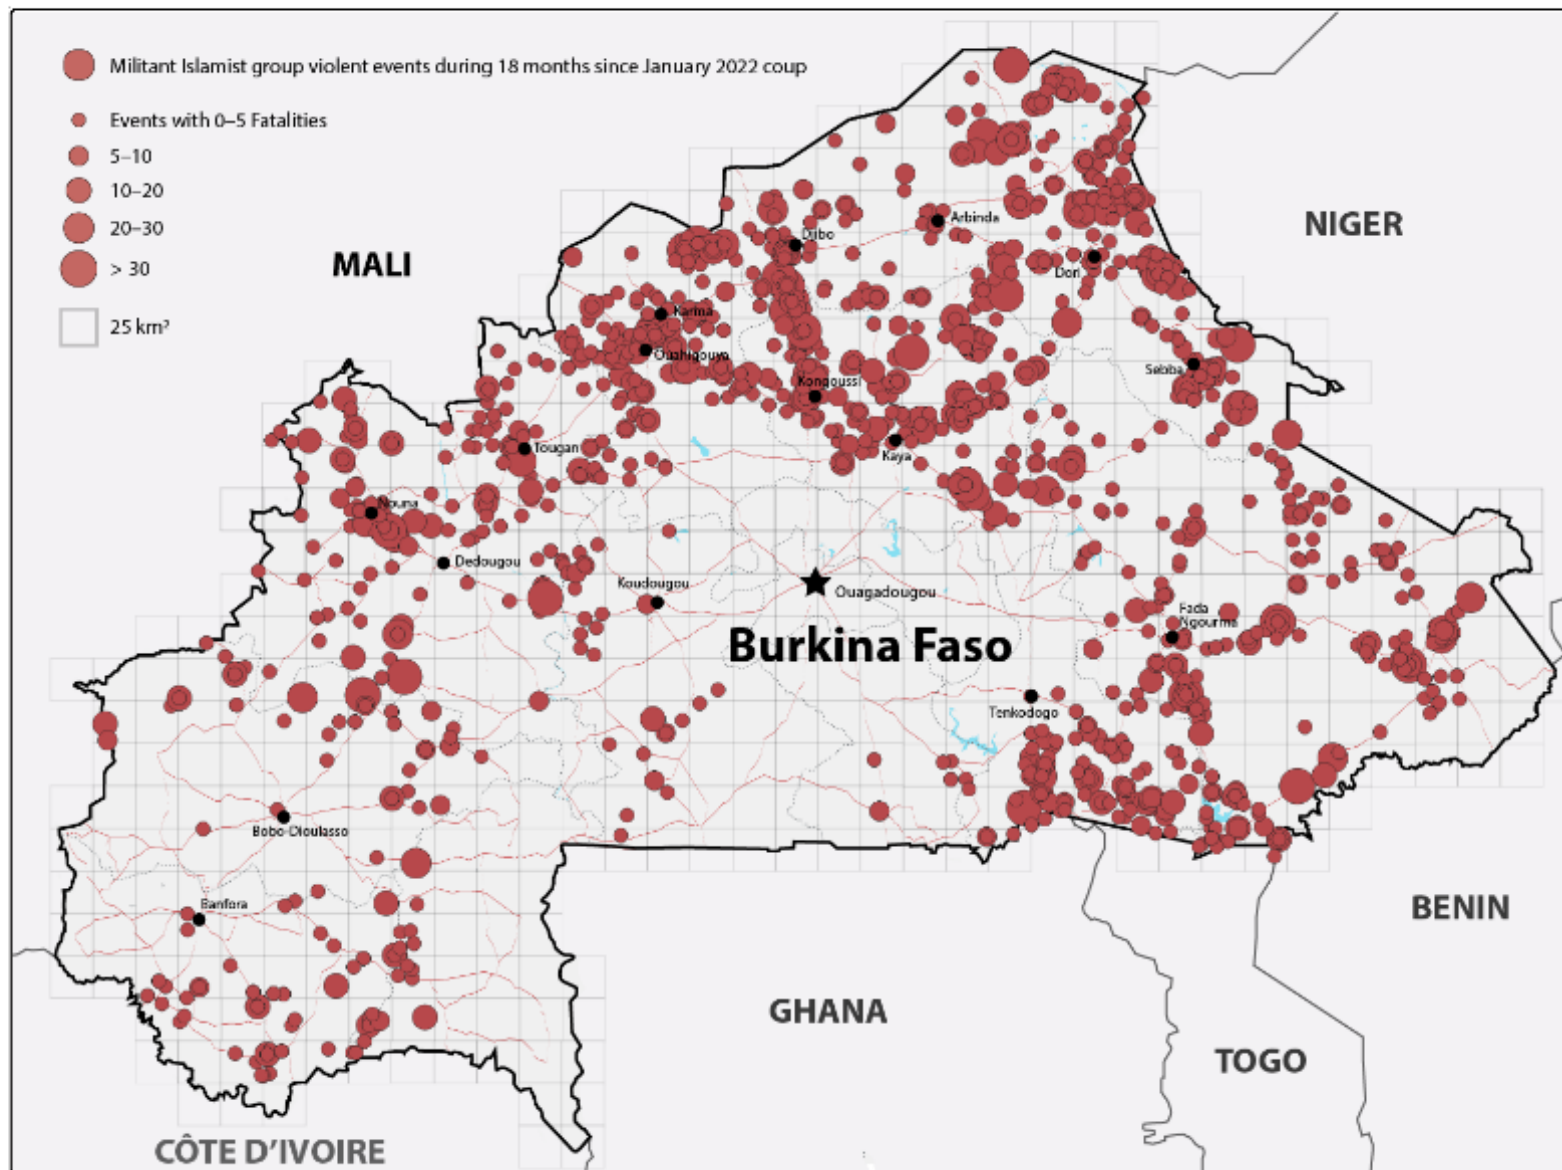 Militant Islamist group violent events during 18 months since January 2022 coup
Events with 0–5 Fatalities
5–10
10–20
20–30
> 30
25 km²
MALI
NIGER
Arbinda
Djibo
Dori
Karma
Ouahigouya
Sebba
Kongoussi
Kaya
Tougan
Nouna
Dedougou
Koudougou
Ouagadougou
Fada
Ngourma
Burkina Faso
Tenkodogo
Bobo-Dioulasso
Banfora
BENIN
GHANA
TOGO
CÔTE D'IVOIRE